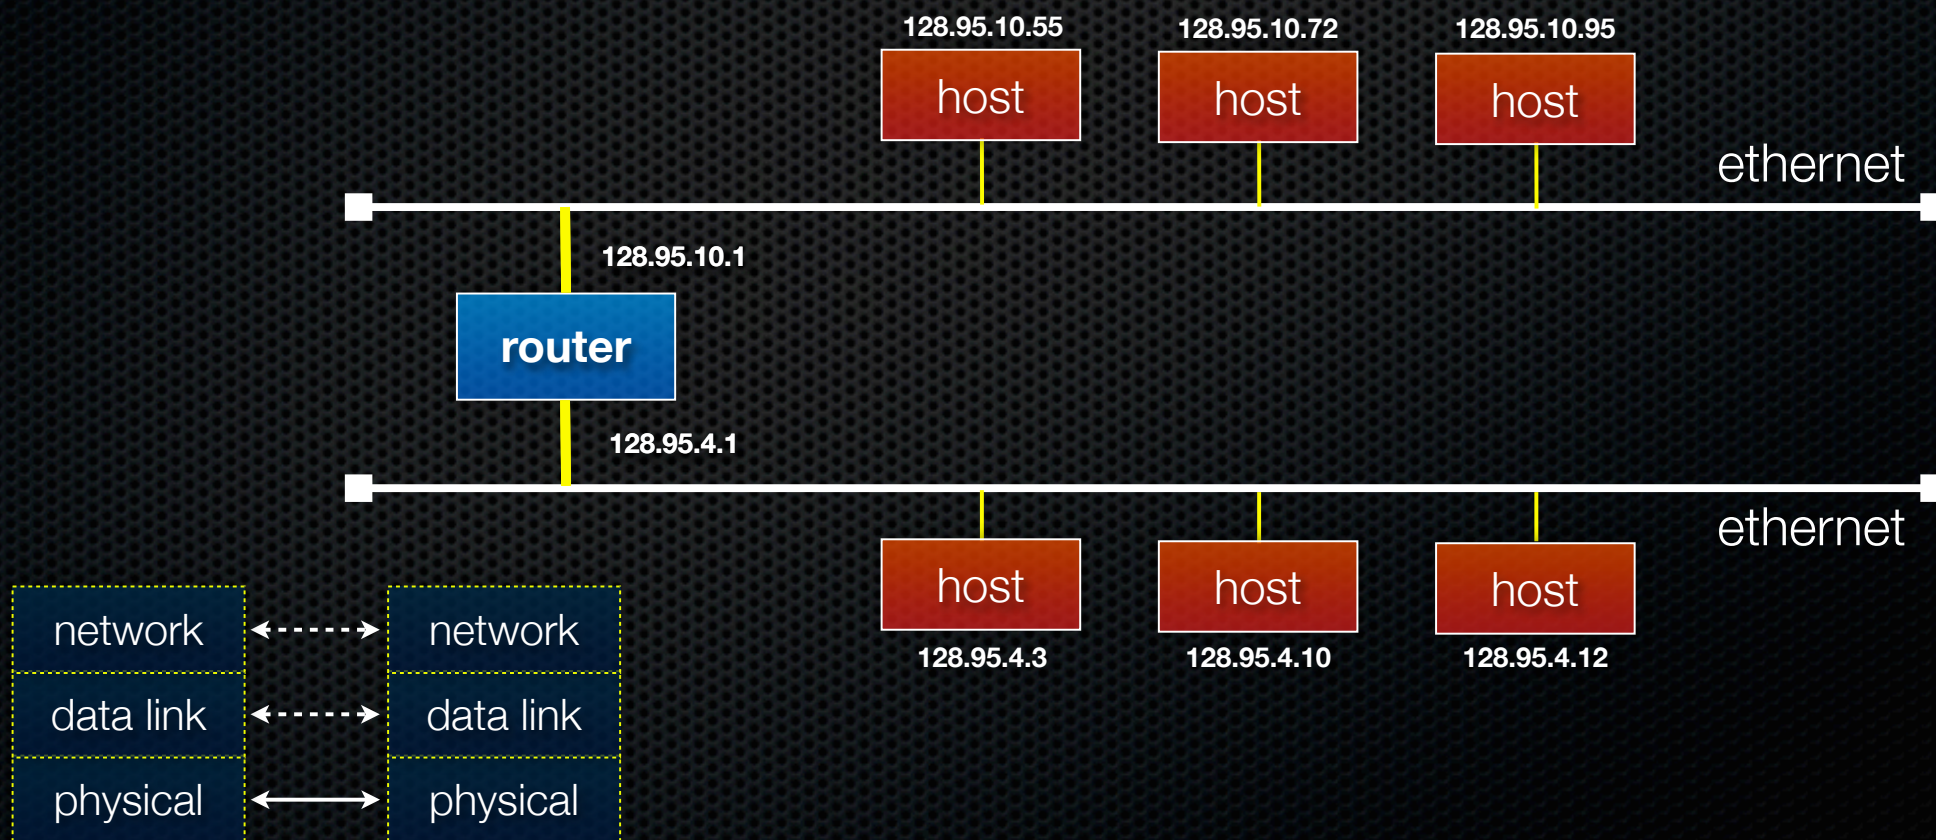 128.95.10.55 128.95.10.72 128.95.10.95
host host host
ethernet
128.95.10.1
router
128.95.4.1
ethernet
host host host
128.95.4.3 128.95.4.10 128.95.4.12
network network
data link data link
physical physical